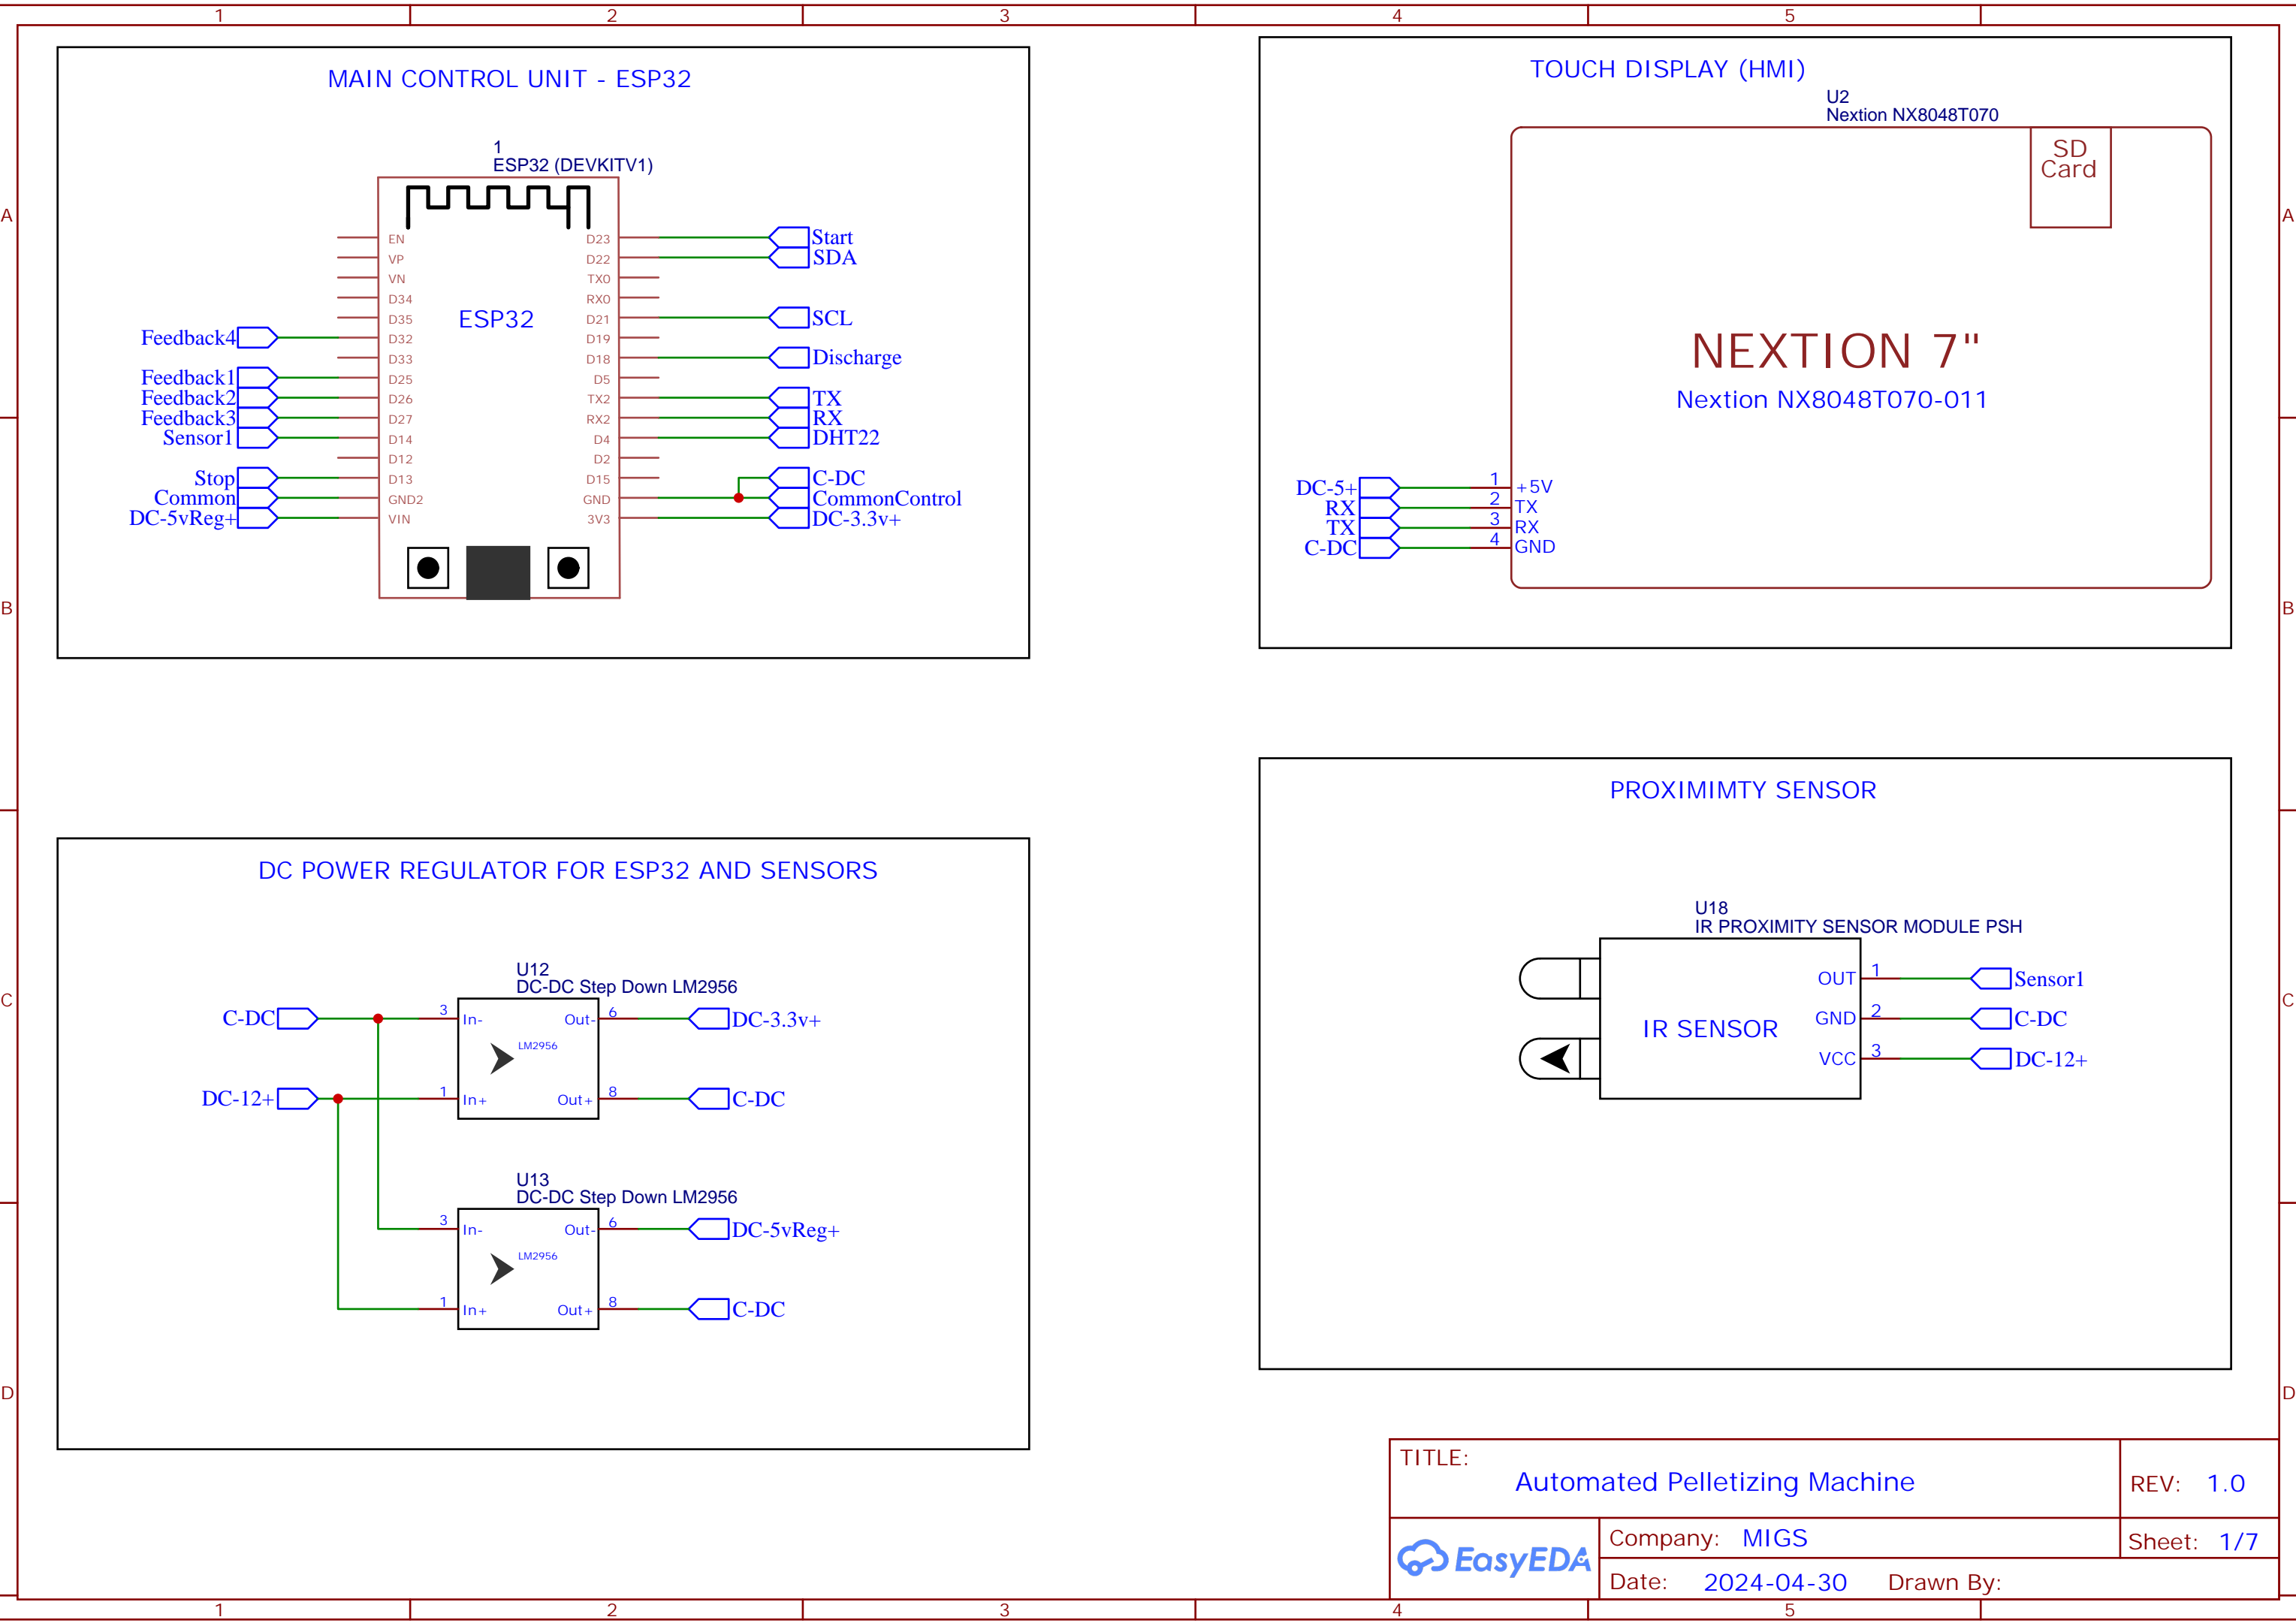 1 2 3 4 5
A
B
C
D
MAIN CONTROL UNIT - ESP32
1
ESP32 (DEVKITV1)
ESP32
EN
VP
VN
D34
D35
Feedback4 D32
D33
Feedback1 D25
Feedback2 D26
Feedback3 D27
Sensor1 D14
D12
Stop D13
Common GND2
DC-5vReg+ VIN
D23 Start
D22 SDA
TX0
RX0
D21 SCL
D19
D18 Discharge
D5
TX2 TX
RX2 RX
D4 DHT22
D2
D15 C-DC
GND CommonControl
3V3 DC-3.3v+
TOUCH DISPLAY (HMI)
U2
Nextion NX8048T070
SD
Card
NEXTION 7"
Nextion NX8048T070-011
DC-5+ 1 +5V
RX 2 TX
TX 3 RX
C-DC 4 GND
DC POWER REGULATOR FOR ESP32 AND SENSORS
U12
DC-DC Step Down LM2956
C-DC 3 In- Out- 6 DC-3.3v+
LM2956
DC-12+ 1 In+ Out+ 8 C-DC
U13
DC-DC Step Down LM2956
3 In- Out- 6 DC-5vReg+
LM2956
1 In+ Out+ 8 C-DC
PROXIMIMTY SENSOR
U18
IR PROXIMITY SENSOR MODULE PSH
IR SENSOR
OUT 1 Sensor1
GND 2 C-DC
VCC 3 DC-12+
TITLE:
Automated Pelletizing Machine
REV: 1.0
EasyEDA
Company: MIGS
Sheet: 1/7
Date: 2024-04-30 Drawn By:
A
B
C
D
1 2 3 4 5